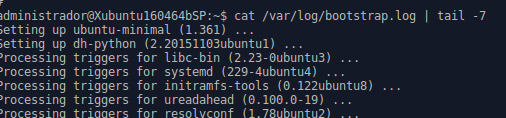 administrador@Xubuntu160464bSP:~$ cat /var/log/bootstrap.log | tail -7
Setting up ubuntu-minimal (1.361) ...
Setting up dh-python (2.20151103ubuntu1) ...
Processing triggers for libc-bin (2.23-0ubuntu3) ...
Processing triggers for systemd (229-4ubuntu4) ...
Processing triggers for initramfs-tools (0.122ubuntu8) ...
Processing triggers for ureadahead (0.100.0-19) ...
Processing triggers for resolvconf (1.78ubuntu2) ...